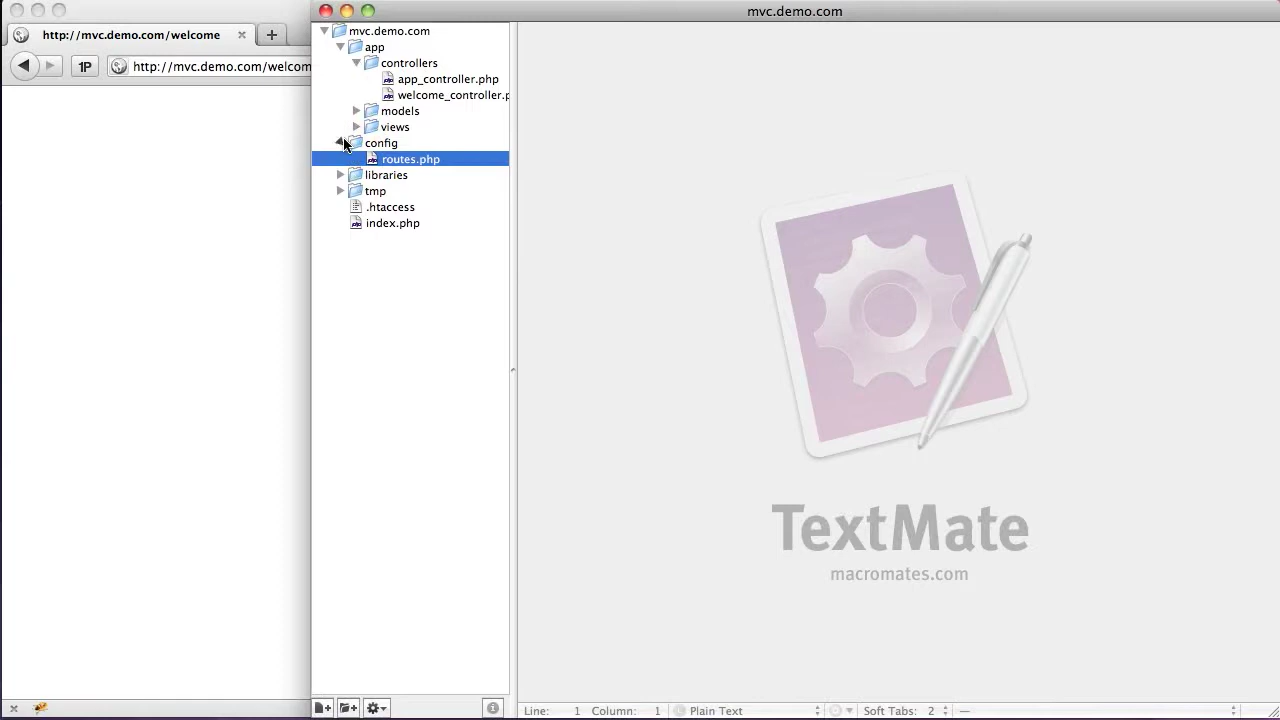 mvc.demo.com
http://mvc.demo.com/welcome
1P
http://mvc.demo.com/welcom
mvc.demo.com
app
controllers
app_controller.php
welcome_controller.p
models
views
config
routes.php
libraries
tmp
.htaccess
index.php
TextMate
macromates.com
Line: 1 Column: 1
Plain Text
Soft Tabs: 2
—